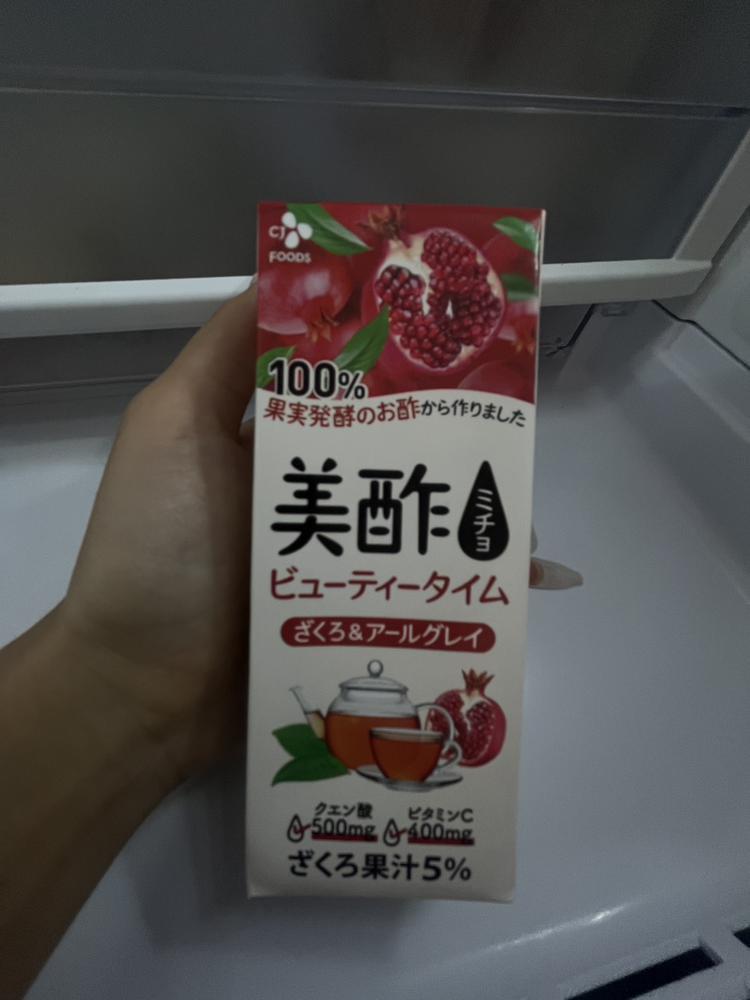 CJ
FOODS
100%
果実発酵のお酢から作りました
美酢
ミチョ
ビューティータイム
ざくろ&アールグレイ
クエン酸
500mg
ビタミンC
400mg
ざくろ果汁5%